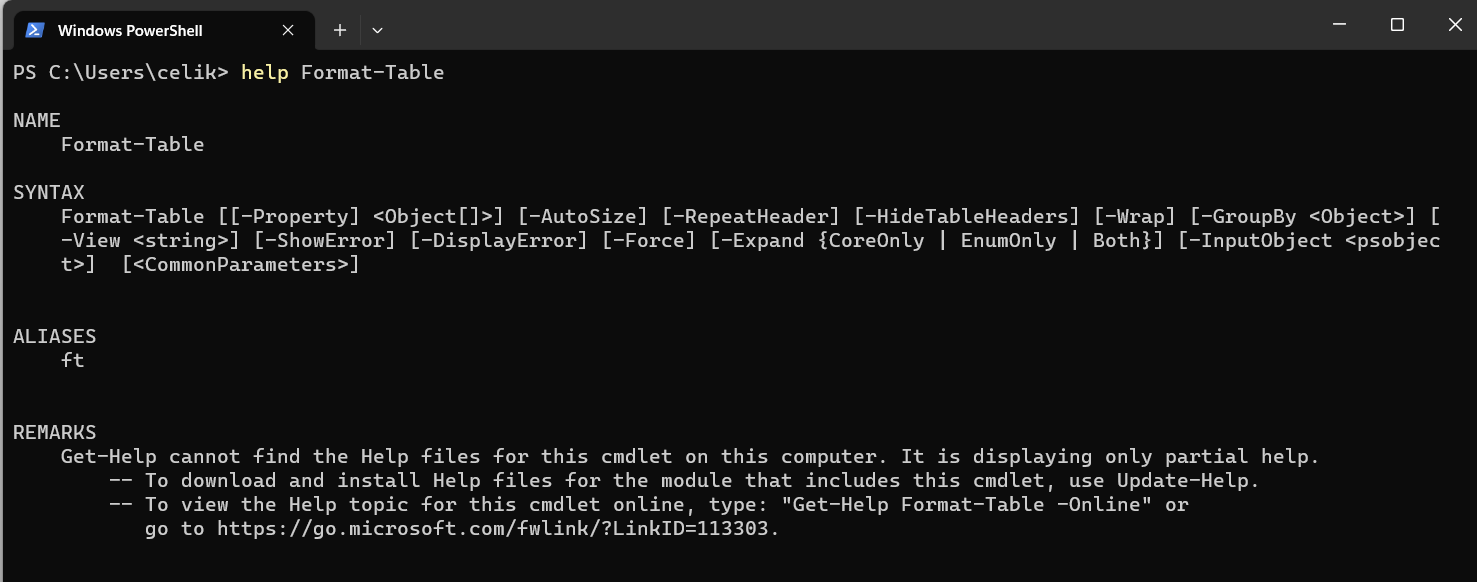 Windows PowerShell
PS C:\Users\celik> help Format-Table
NAME
    Format-Table
SYNTAX
    Format-Table [[-Property] <Object[]>] [-AutoSize] [-RepeatHeader] [-HideTableHeaders] [-Wrap] [-GroupBy <Object>] [
    -View <string>] [-ShowError] [-DisplayError] [-Force] [-Expand {CoreOnly | EnumOnly | Both}] [-InputObject <psobjec
    t>]  [<CommonParameters>]
ALIASES
    ft
REMARKS
    Get-Help cannot find the Help files for this cmdlet on this computer. It is displaying only partial help.
        -- To download and install Help files for the module that includes this cmdlet, use Update-Help.
        -- To view the Help topic for this cmdlet online, type: "Get-Help Format-Table -Online" or
           go to https://go.microsoft.com/fwlink/?LinkID=113303.